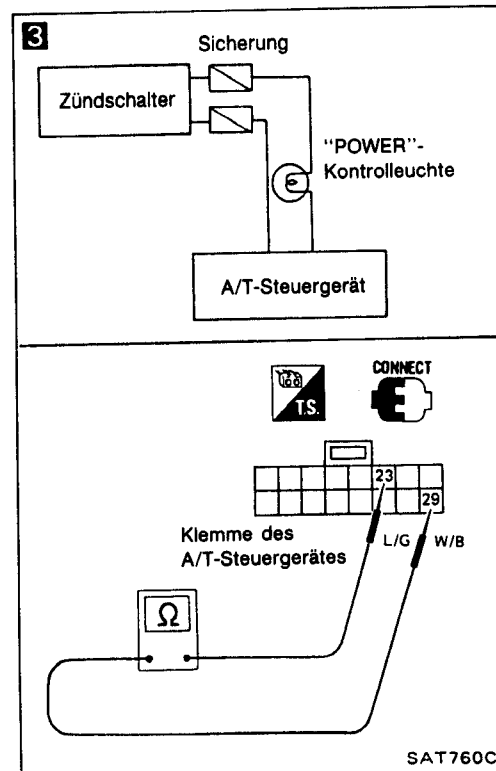 3
Sicherung
Zündschalter
"POWER"-
Kontrolleuchte
A/T-Steuergerät
CONNECT
T.S.
23
29
Klemme des
A/T-Steuergerätes
L/G
W/B
Ω
SAT760C